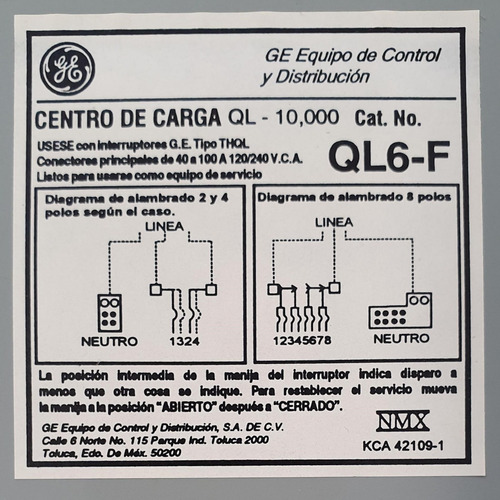 GE
GE Equipo de Control
y Distribución
CENTRO DE CARGA QL - 10,000 Cat. No.
USESE con interruptores G.E. Tipo THQL
Conectores principales de 40 a 100 A 120/240 V.C.A.
Listos para usarse como equipo de servicio
QL6-F
Diagrama de alambrado 2 y 4
polos según el caso.
LINEA
NEUTRO
1324
Diagrama de alambrado 8 polos
LINEA
12345678
NEUTRO
La posición intermedia de la manija del interruptor indica disparo a
menos que otra cosa se indique. Para restablecer el servicio mueva
la manija a la posición "ABIERTO" después a "CERRADO".
GE Equipo de Control y Distribución, S.A. DE C.V.
Calle 6 Norte No. 115 Parque Ind. Toluca 2000
Toluca, Edo. De Méx. 50200
NMX
KCA 42109-1